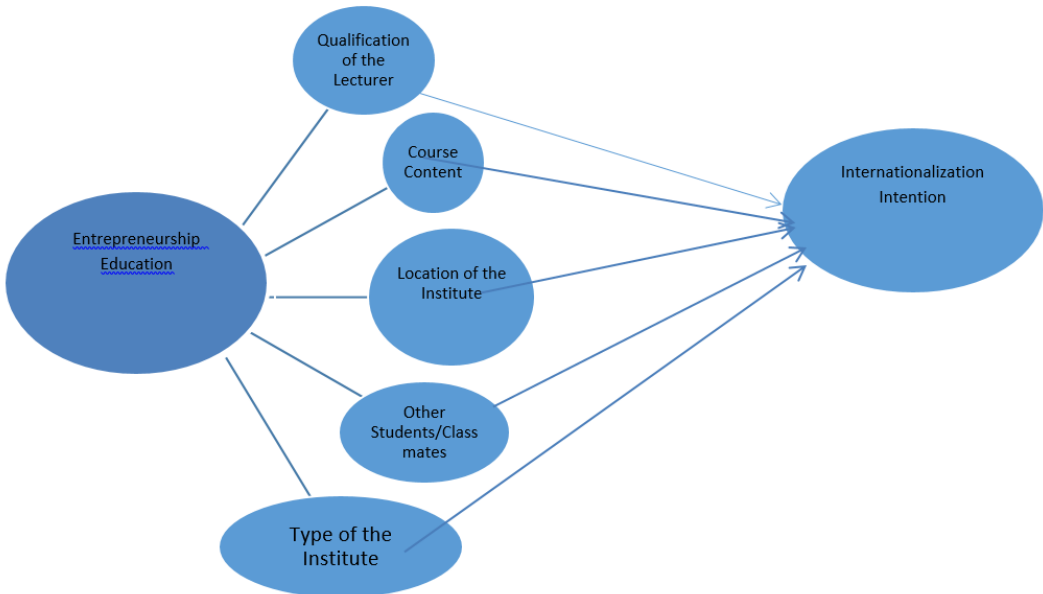 Qualification
of the
Lecturer
Course
Content
Internationalization
Intention
Entrepreneurship
Education
Location of the
Institute
Other
Students/Class
mates
Type of the
Institute